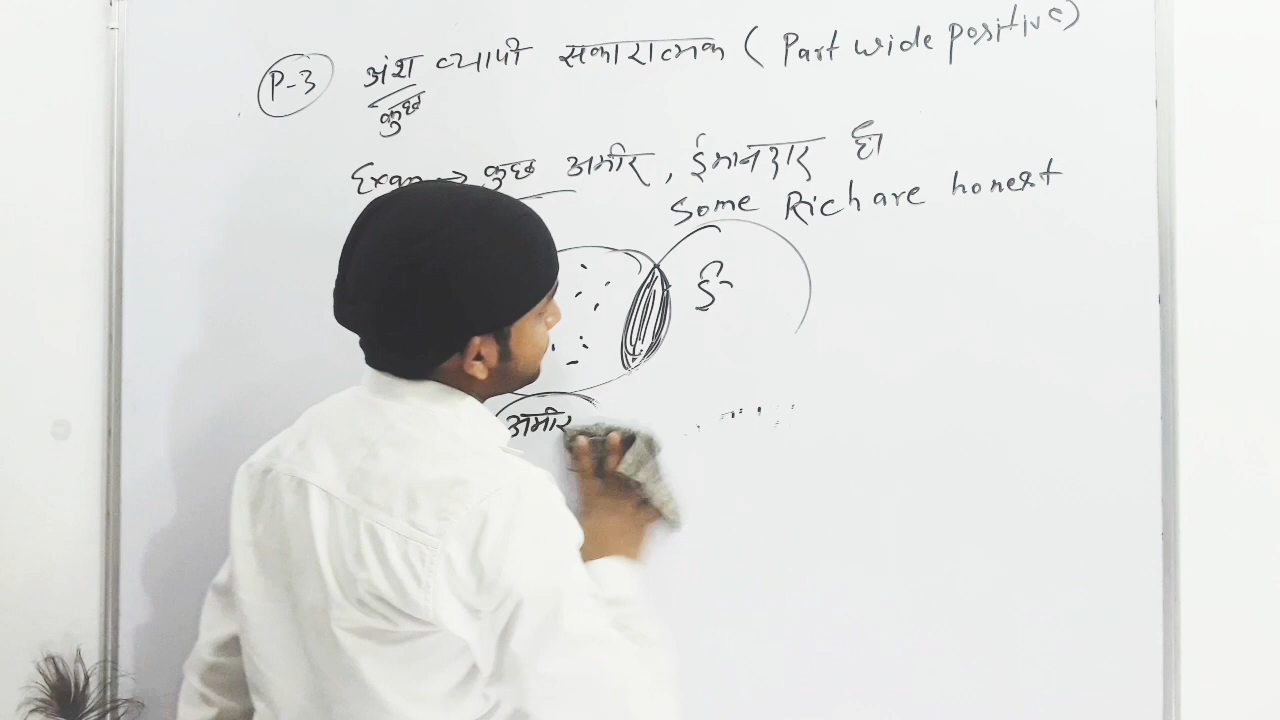 P-3 अंश व्यापी सकारात्मक ( Part wide positive)
कुछ
Exam → कुछ अमीर, ईमानदार हैं
Some Rich are honest
ई-
अमीर